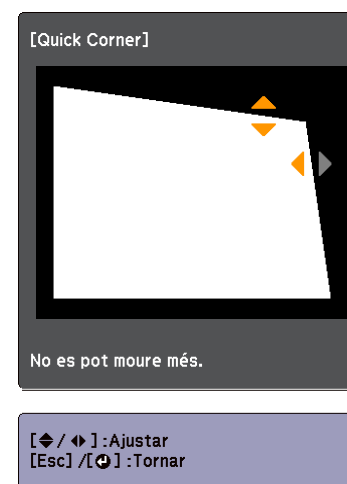 [Quick Corner]
No es pot moure més.
[ / ] :Ajustar
[Esc] /[ ] :Tornar